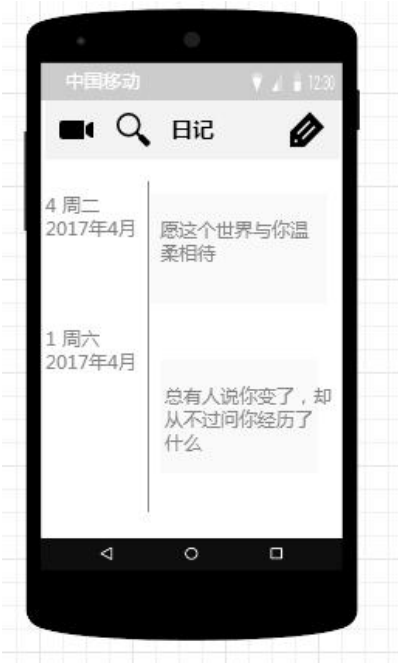 中国移动 12:30
日记
4 周二
2017年4月
愿这个世界与你温
柔相待
1 周六
2017年4月
总有人说你变了，却
从不过问你经历了
什么